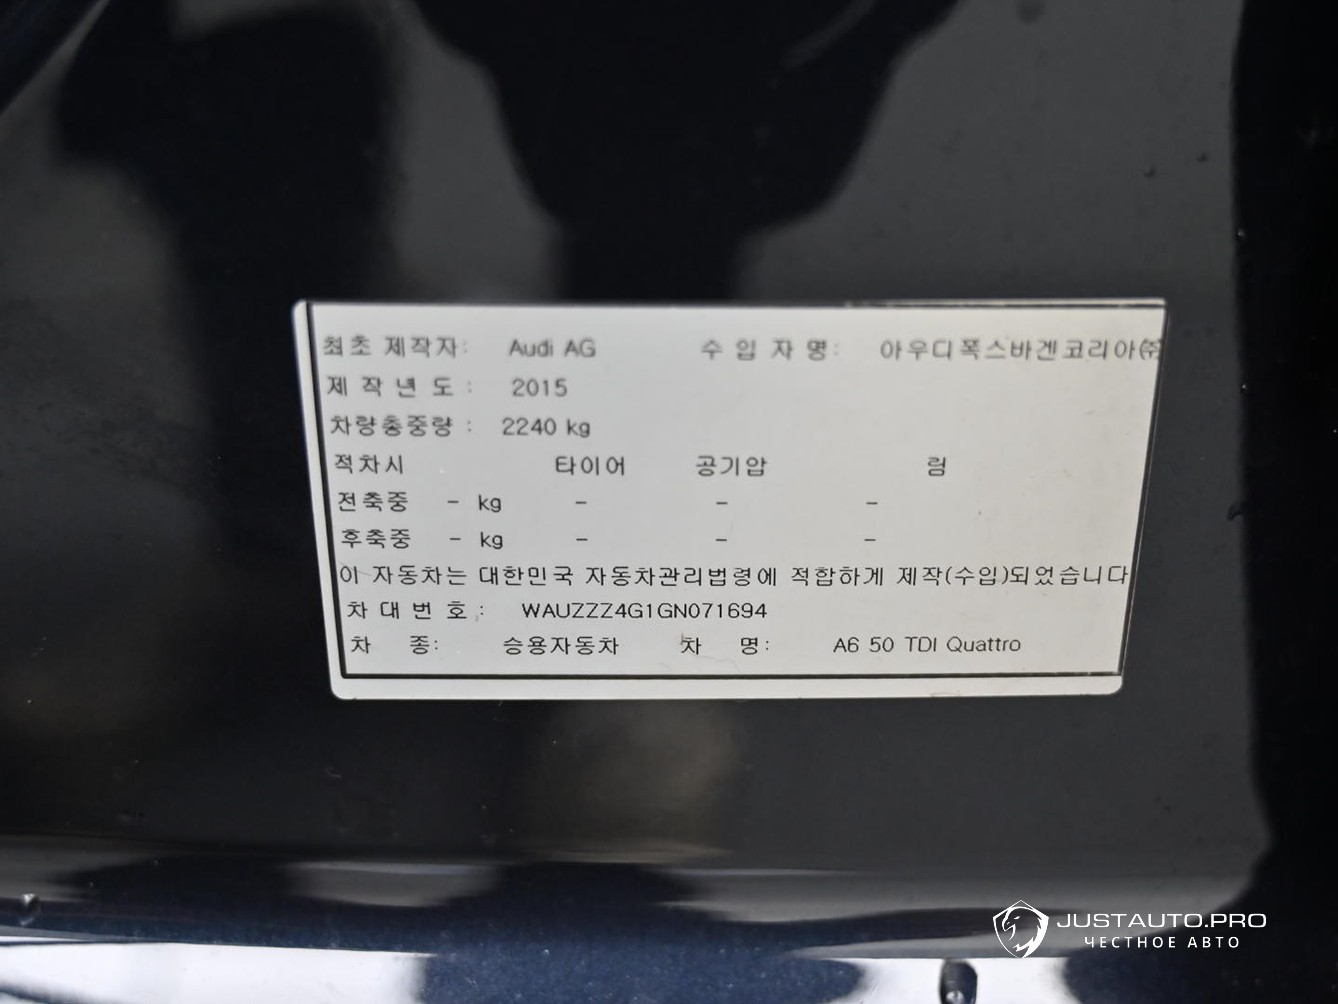 최초 제작자: Audi AG 수 입 자 명: 아우디폭스바겐코리아㈜
제 작 년 도 : 2015
차량총중량 : 2240 kg
적차시 타이어 공기압 림
전축중 - kg - - -
후축중 - kg - - -
이 자동차는 대한민국 자동차관리법령에 적합하게 제작(수입)되었습니다
차 대 번 호 : WAUZZZ4G1GN071694
차 종: 승용자동차 차 명: A6 50 TDI Quattro
JUSTAUTO.PRO
ЧЕСТНОЕ АВТО